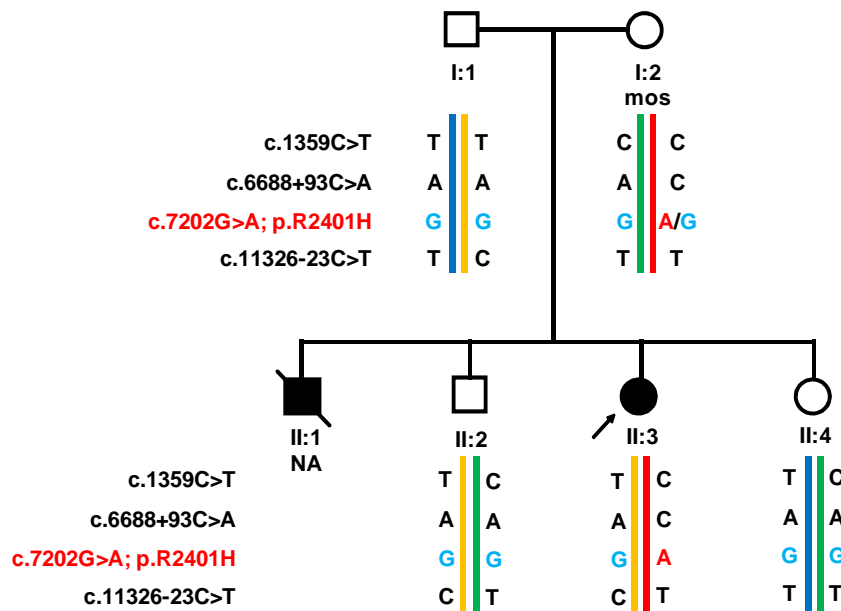 I:1 I:2
mos
c.1359C>T T T C C
c.6688+93C>A A A A C
c.7202G>A; p.R2401H G G G A/G
c.11326-23C>T T C T T
II:1 II:2 II:3 II:4
NA
c.1359C>T T C T C T C
c.6688+93C>A A A A C A A
c.7202G>A; p.R2401H G G G A G G
c.11326-23C>T C T C T T T